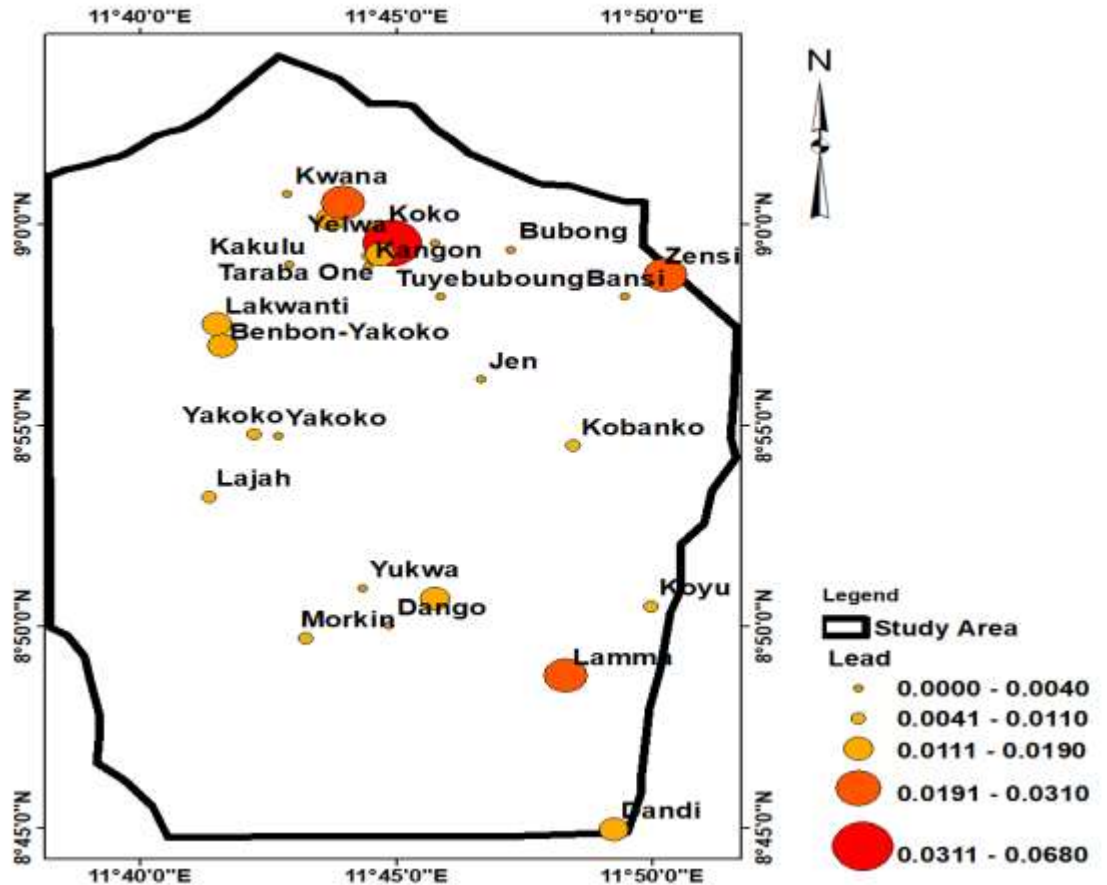 11°40'0"E 11°45'0"E 11°50'0"E
N
Kwana
Koko
9°0'0"N Yelwa Bubong 9°0'0"N
Kakulu Kangon Zensi
Taraba One TuyebuboungBansi
Lakwanti
Benbon-Yakoko
Jen
8°55'0"N Yakoko Yakoko Kobanko 8°55'0"N
Lajah
Yukwa Koyu
8°50'0"N Morkin Dango 8°50'0"N
Lamma
Dandi
8°45'0"N 8°45'0"N
11°40'0"E 11°45'0"E 11°50'0"E
Legend
Study Area
Lead
0.0000 - 0.0040
0.0041 - 0.0110
0.0111 - 0.0190
0.0191 - 0.0310
0.0311 - 0.0680